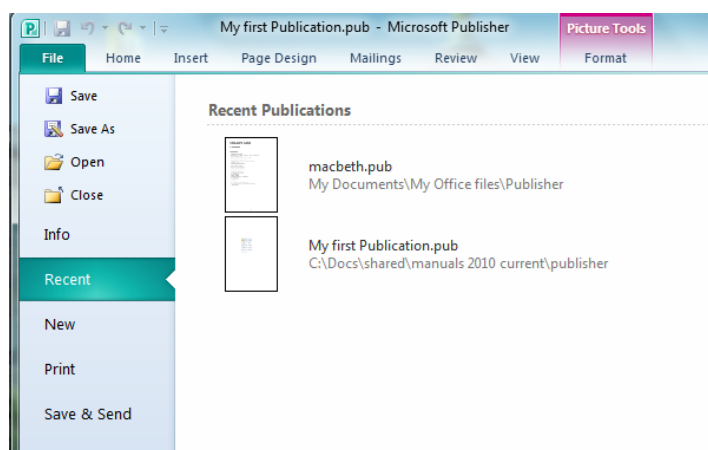 My first Publication.pub - Microsoft Publisher
Picture Tools
File Home Insert Page Design Mailings Review View Format
Save
Save As
Open
Close
Info
Recent
New
Print
Save & Send
Recent Publications
macbeth.pub
My Documents\My Office files\Publisher
My first Publication.pub
C:\Docs\shared\manuals 2010 current\publisher